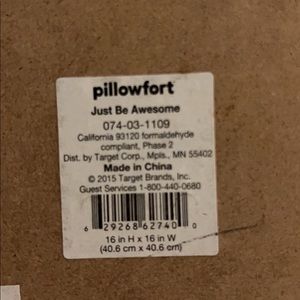 pillowfort
Just Be Awesome
074-03-1109
California 93120 formaldehyde
compliant, Phase 2
Dist. by Target Corp., Mpls., MN 55402
Made in China
© 2015 Target Brands, Inc.
Guest Services 1-800-440-0680
6 29268 62740 0
16 in H x 16 in W
(40.6 cm x 40.6 cm)